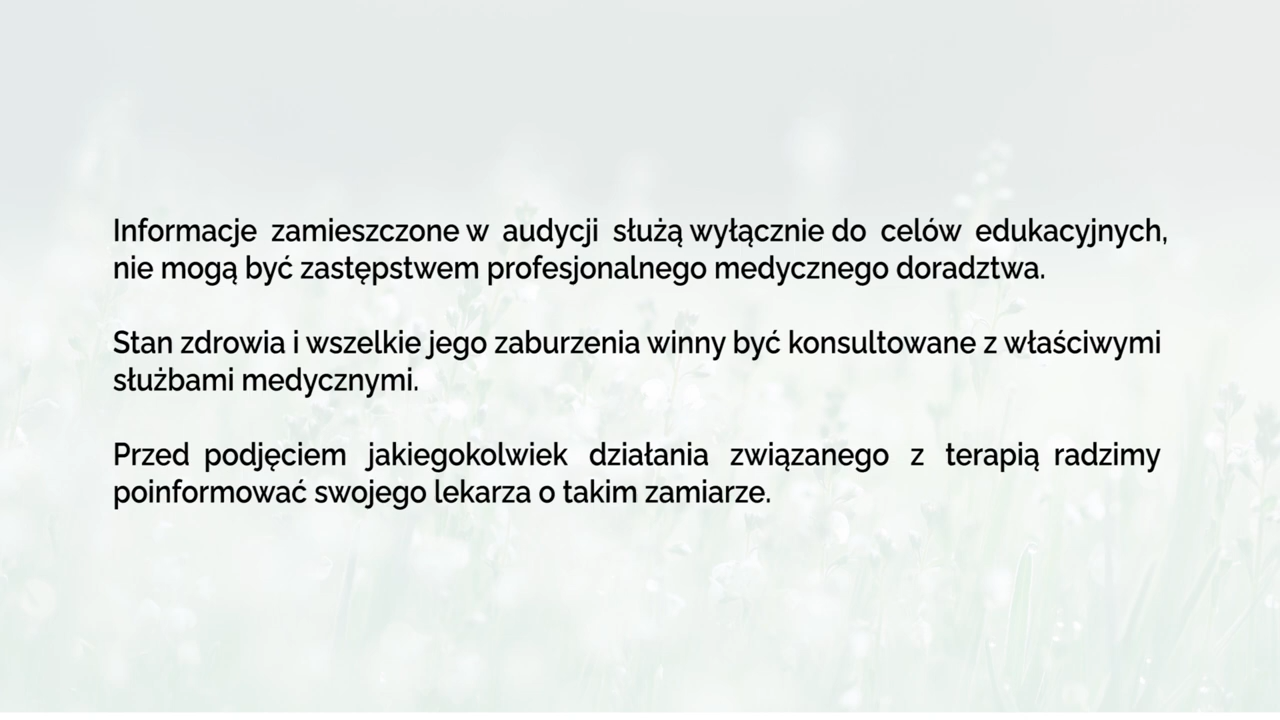 Informacje zamieszczone w audycji służą wyłącznie do celów edukacyjnych,
nie mogą być zastępstwem profesjonalnego medycznego doradztwa.
Stan zdrowia i wszelkie jego zaburzenia winny być konsultowane z właściwymi
służbami medycznymi.
Przed podjęciem jakiegokolwiek działania związanego z terapią radzimy
poinformować swojego lekarza o takim zamiarze.